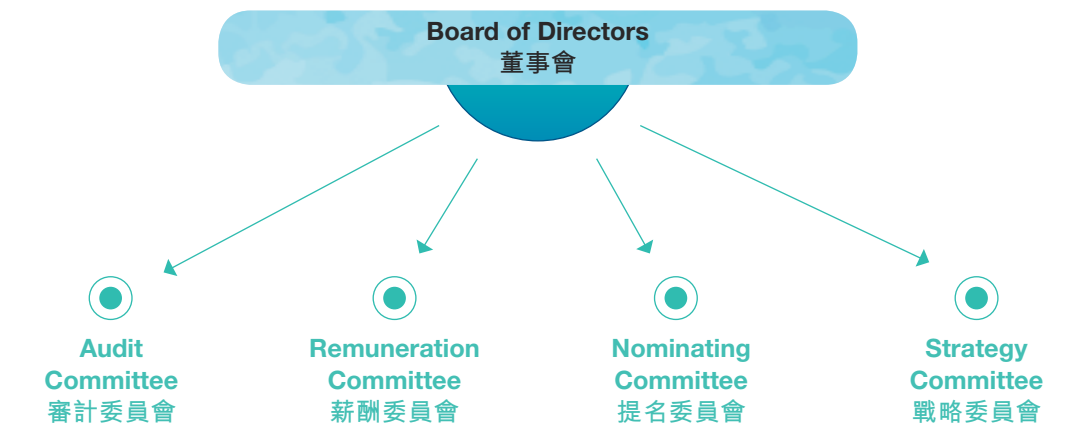 Board of Directors
董事會
Audit
Committee
審計委員會
Remuneration
Committee
薪酬委員會
Nominating
Committee
提名委員會
Strategy
Committee
戰略委員會